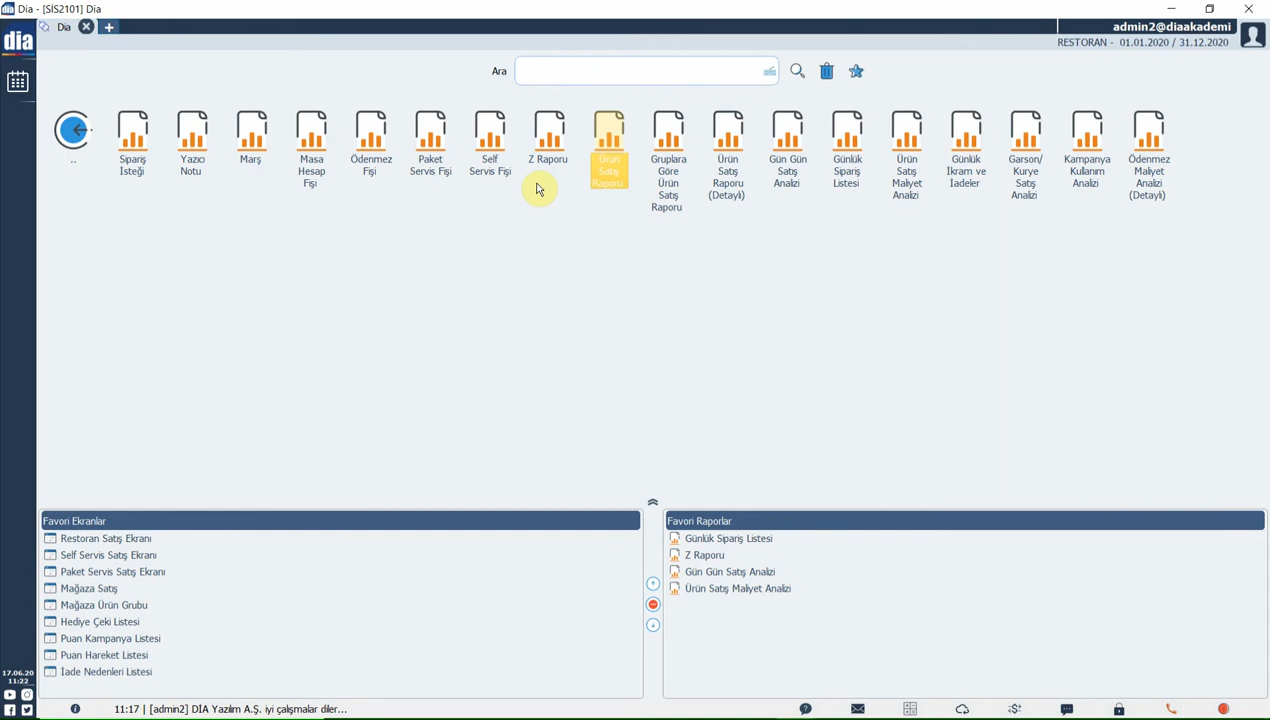 Dia - [SİS2101] Dia
Dia
admin2@diaakademi
RESTORAN - 01.01.2020 / 31.12.2020
dia
Ara
..
Sipariş
İsteği
Yazıcı
Notu
Marş
Masa
Hesap
Fişi
Ödenmez
Fişi
Paket
Servis Fişi
Self
Servis Fişi
Z Raporu
Ürün
Satış
Raporu
Gruplara
Göre
Ürün
Satış
Raporu
Ürün
Satış
Raporu
(Detaylı)
Gün Gün
Satış
Analizi
Günlük
Sipariş
Listesi
Ürün
Satış
Maliyet
Analizi
Günlük
İkram ve
İadeler
Garson/
Kurye
Satış
Analizi
Kampanya
Kullanım
Analizi
Ödenmez
Maliyet
Analizi
(Detaylı)
Favori Ekranlar
Restoran Satış Ekranı
Self Servis Satış Ekranı
Paket Servis Satış Ekranı
Mağaza Satış
Mağaza Ürün Grubu
Hediye Çeki Listesi
Puan Kampanya Listesi
Puan Hareket Listesi
İade Nedenleri Listesi
Favori Raporlar
Günlük Sipariş Listesi
Z Raporu
Gün Gün Satış Analizi
Ürün Satış Maliyet Analizi
17.06.20
11:22
11:17 | [admin2] DİA Yazılım A.Ş. iyi çalışmalar diler...